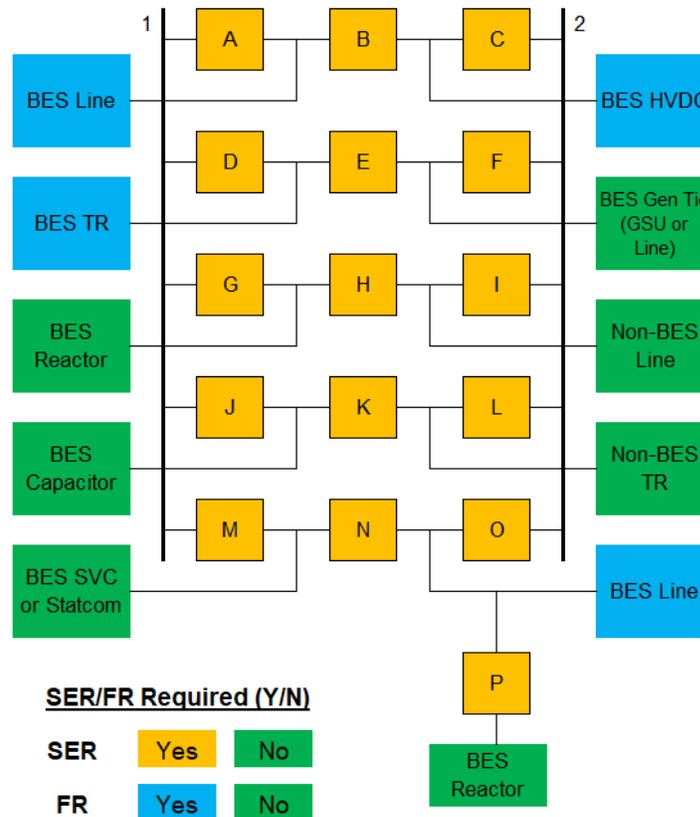 1
A
B
C
2
BES Line
BES HVDC
D
E
F
BES TR
BES Gen Ti
(GSU or
Line)
G
H
I
BES
Reactor
Non-BES
Line
J
K
L
BES
Capacitor
Non-BES
TR
M
N
O
BES SVC
or Statcom
BES Line
P
BES
Reactor
SER/FR Required (Y/N)
SER Yes No
FR Yes No